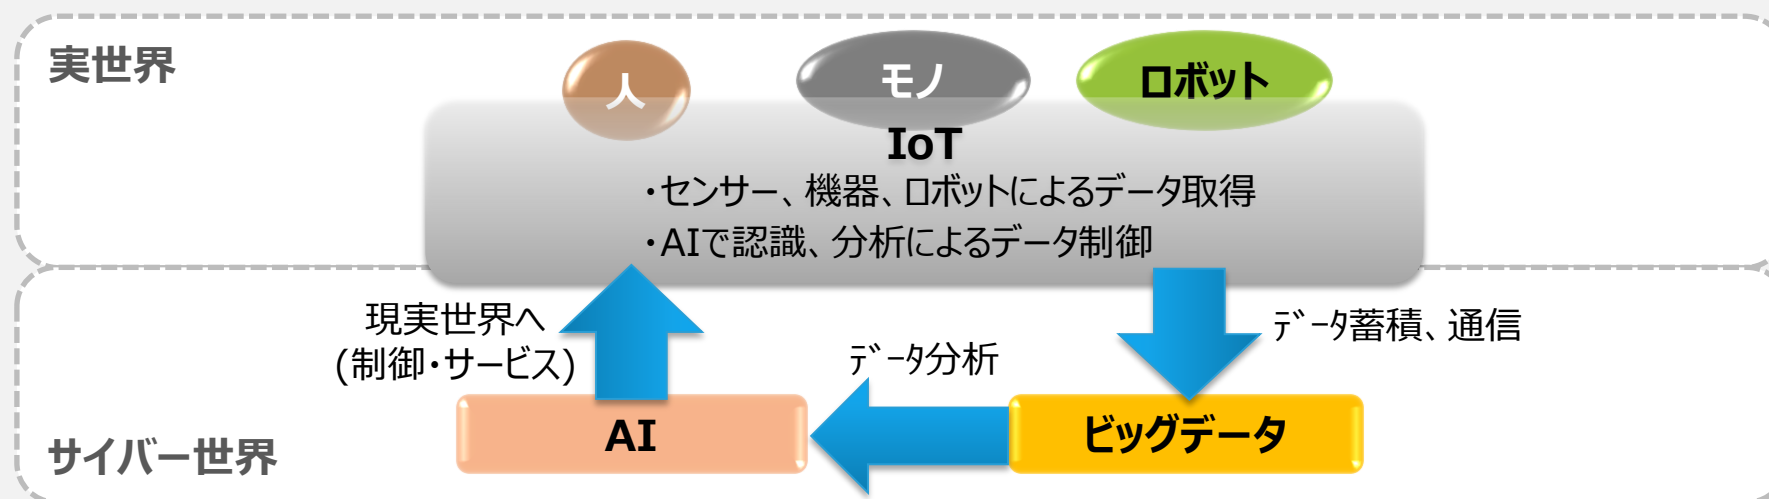 実世界
人
モノ
ロボット
IoT
・センサー、機器、ロボットによるデータ取得
・AIで認識、分析によるデータ制御
現実世界へ
(制御・サービス)
ﾃﾞｰﾀ分析
ﾃﾞｰﾀ蓄積、通信
AI
ビッグデータ
サイバー世界